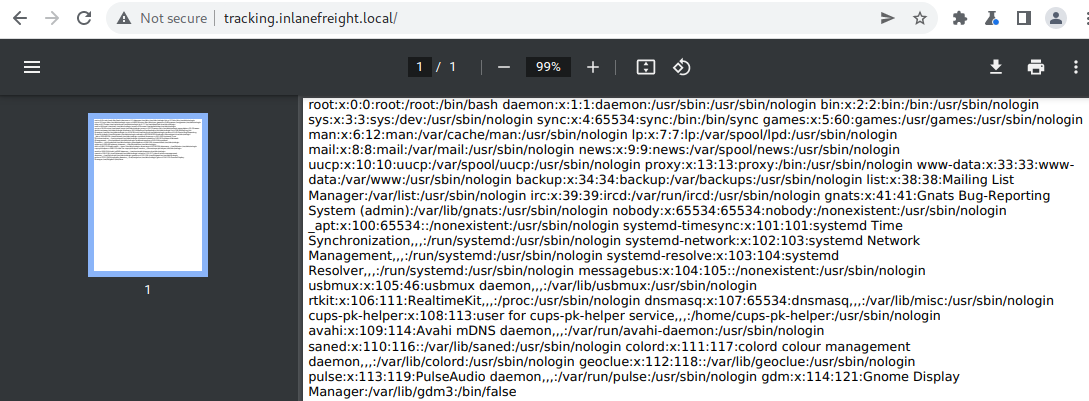 Not secure | tracking.inlanefreight.local/
1 / 1 99%
root:x:0:0:root:/root:/bin/bash daemon:x:1:1:daemon:/usr/sbin:/usr/sbin/nologin bin:x:2:2:bin:/bin:/usr/sbin/nologin
sys:x:3:3:sys:/dev:/usr/sbin/nologin sync:x:4:65534:sync:/bin:/bin/sync games:x:5:60:games:/usr/games:/usr/sbin/nologin
man:x:6:12:man:/var/cache/man:/usr/sbin/nologin lp:x:7:7:lp:/var/spool/lpd:/usr/sbin/nologin
mail:x:8:8:mail:/var/mail:/usr/sbin/nologin news:x:9:9:news:/var/spool/news:/usr/sbin/nologin
uucp:x:10:10:uucp:/var/spool/uucp:/usr/sbin/nologin proxy:x:13:13:proxy:/bin:/usr/sbin/nologin www-data:x:33:33:www-
data:/var/www:/usr/sbin/nologin backup:x:34:34:backup:/var/backups:/usr/sbin/nologin list:x:38:38:Mailing List
Manager:/var/list:/usr/sbin/nologin irc:x:39:39:ircd:/var/run/ircd:/usr/sbin/nologin gnats:x:41:41:Gnats Bug-Reporting
System (admin):/var/lib/gnats:/usr/sbin/nologin nobody:x:65534:65534:nobody:/nonexistent:/usr/sbin/nologin
_apt:x:100:65534::/nonexistent:/usr/sbin/nologin systemd-timesync:x:101:101:systemd Time
Synchronization,,,:/run/systemd:/usr/sbin/nologin systemd-network:x:102:103:systemd Network
Management,,,:/run/systemd:/usr/sbin/nologin systemd-resolve:x:103:104:systemd
Resolver,,,:/run/systemd:/usr/sbin/nologin messagebus:x:104:105::/nonexistent:/usr/sbin/nologin
usbmux:x:105:46:usbmux daemon,,,:/var/lib/usbmux:/usr/sbin/nologin
rtkit:x:106:111:RealtimeKit,,,:/proc:/usr/sbin/nologin dnsmasq:x:107:65534:dnsmasq,,,:/var/lib/misc:/usr/sbin/nologin
cups-pk-helper:x:108:113:user for cups-pk-helper service,,,:/home/cups-pk-helper:/usr/sbin/nologin
avahi:x:109:114:Avahi mDNS daemon,,,:/var/run/avahi-daemon:/usr/sbin/nologin
saned:x:110:116::/var/lib/saned:/usr/sbin/nologin colord:x:111:117:colord colour management
daemon,,,:/var/lib/colord:/usr/sbin/nologin geoclue:x:112:118::/var/lib/geoclue:/usr/sbin/nologin
pulse:x:113:119:PulseAudio daemon,,,:/var/run/pulse:/usr/sbin/nologin gdm:x:114:121:Gnome Display
Manager:/var/lib/gdm3:/bin/false
1